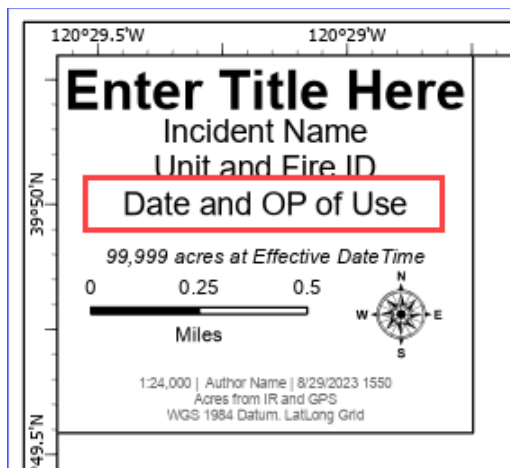 120°29.5'W 120°29'W
Enter Title Here
Incident Name
Unit and Fire ID
Date and OP of Use
39°50'N
99,999 acres at Effective DateTime
0 0.25 0.5
Miles
N
W E
S
1:24,000 | Author Name | 8/29/2023 1550
Acres from IR and GPS
WGS 1984 Datum. LatLong Grid
49.5'N